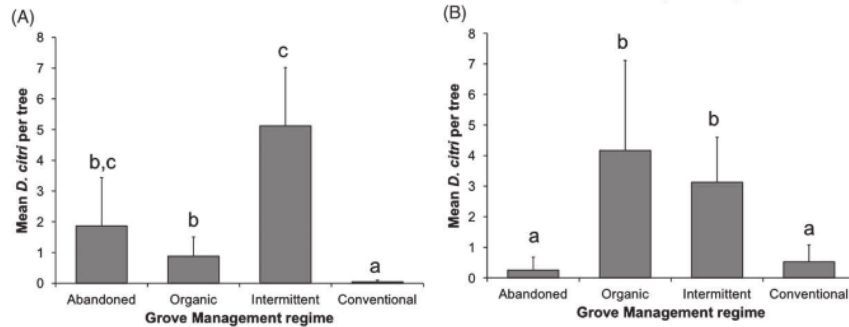 (A)
8
7
6
5
4
3
2
1
0
Mean D. citri per tree
b,c
b
c
a
Abandoned
Organic
Intermittent
Conventional
Grove Management regime
(B)
8
7
6
5
4
3
2
1
0
Mean D. citri per tree
a
b
b
a
Abandoned
Organic
Intermittent
Conventional
Grove Management regime